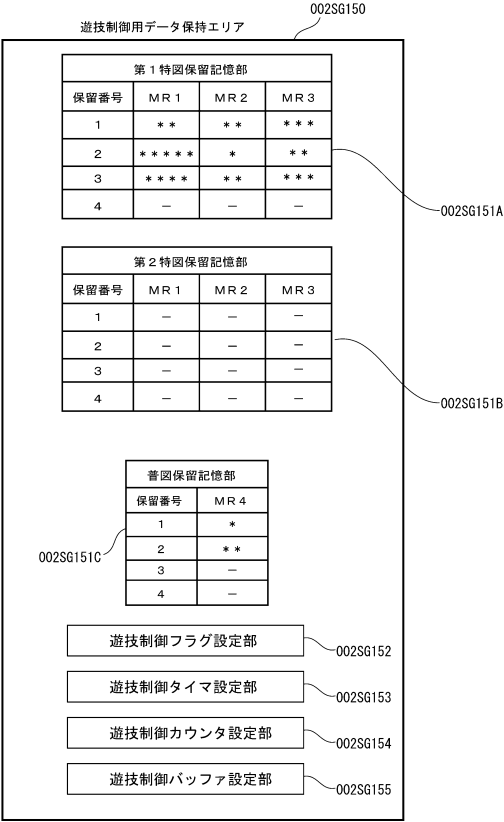 ００２SG150
遊技制御用データ保持エリア
第１特図保留記憶部
保留番号 ＭＲ１ ＭＲ２ ＭＲ３
1 ** ** ***
2 ***** * **
3 **** ** ***
4 － － －
002SG151A
第２特図保留記憶部
保留番号 ＭＲ１ ＭＲ２ ＭＲ３
1 － － －
2 － － －
3 － － －
4 － － －
002SG151B
普図保留記憶部
保留番号 ＭＲ４
1 *
2 **
3 －
4 －
002SG151C
遊技制御フラグ設定部
002SG152
遊技制御タイマ設定部
002SG153
遊技制御カウンタ設定部
002SG154
遊技制御バッファ設定部
002SG155